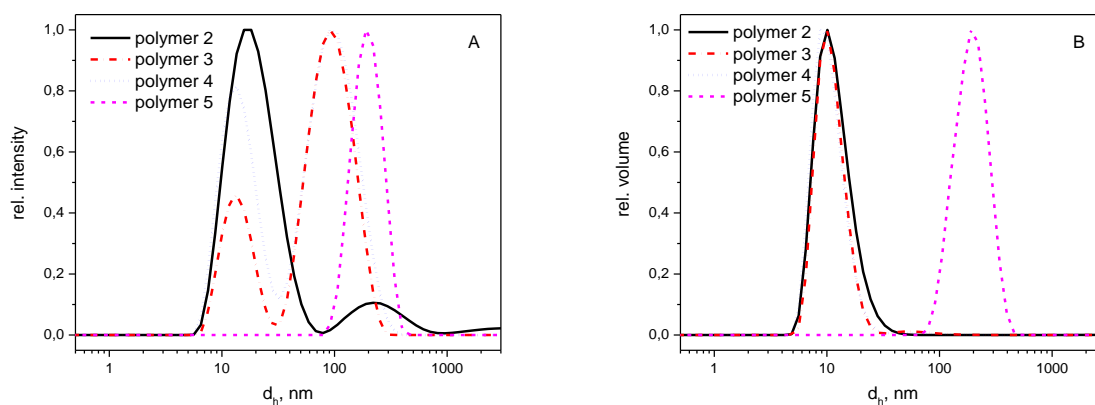 polymer 2
polymer 3
polymer 4
polymer 5
A
1,0
0,8
0,6
0,4
0,2
0,0
rel. intensity
1
10
100
1000
d_h, nm
polymer 2
polymer 3
polymer 4
polymer 5
B
1,0
0,8
0,6
0,4
0,2
0,0
rel. volume
1
10
100
1000
d_h, nm